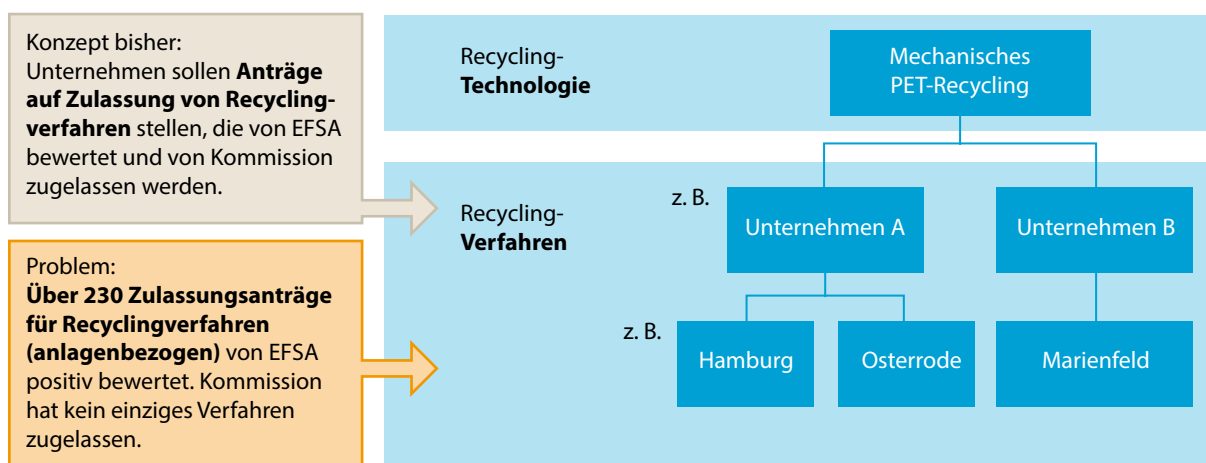 Konzept bisher:
Unternehmen sollen Anträge
auf Zulassung von Recycling-
verfahren stellen, die von EFSA
bewertet und von Kommission
zugelassen werden.
Problem:
Über 230 Zulassungsanträge
für Recyclingverfahren
(anlagenbezogen) von EFSA
positiv bewertet. Kommission
hat kein einziges Verfahren
zugelassen.
Recycling-
Technologie
Mechanisches
PET-Recycling
Recycling-
Verfahren
z. B.
Unternehmen A
Unternehmen B
z. B.
Hamburg
Osterrode
Marienfeld